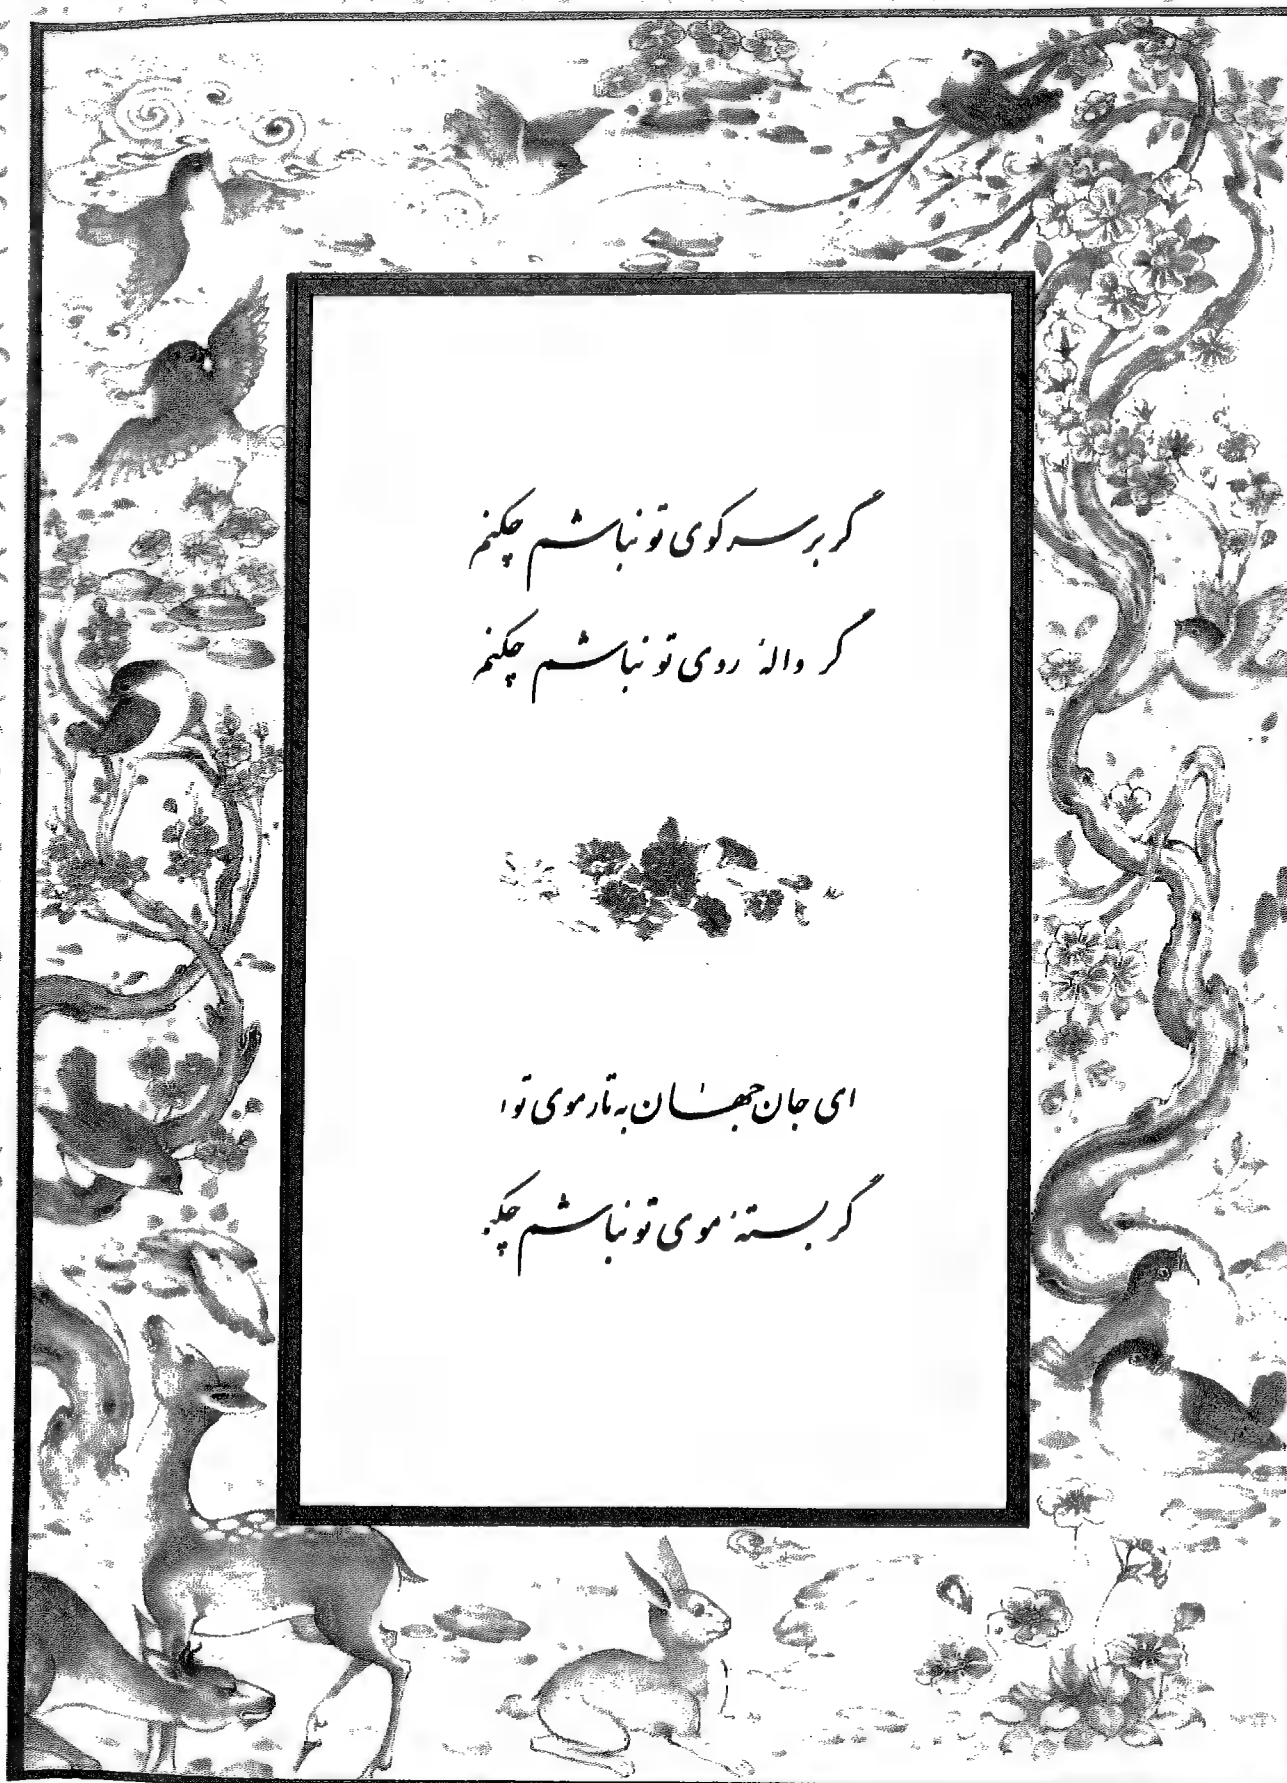 گر بر سر کوی تو نباشم چکنم
گر والهٔ روی تو نباشم چکنم
ای جان جهان به تار موی تو ا
گر بستهٔ موی تو نباشم چکن